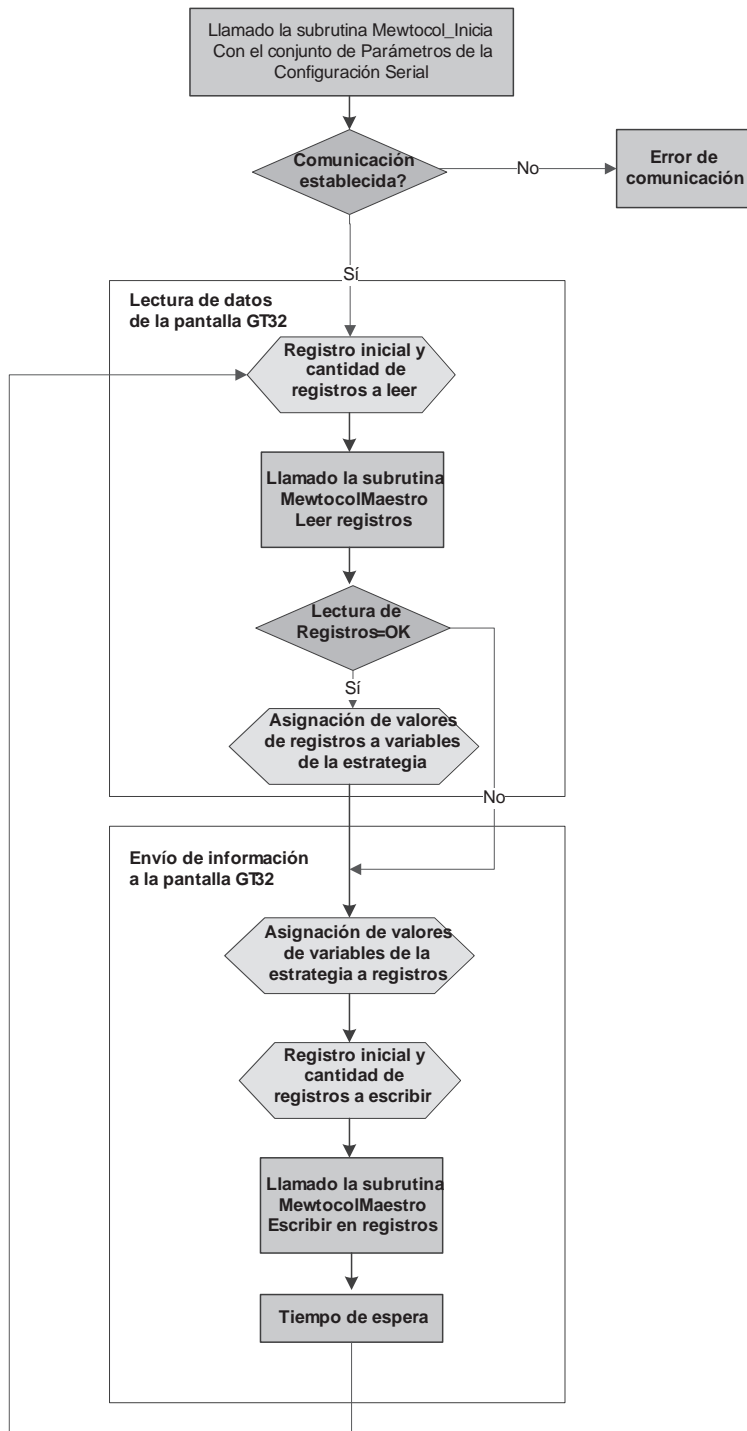 Llamado la subrutina Mewtocol_Inicia
Con el conjunto de Parámetros de la
Configuración Serial
Comunicación
establecida?
No
Error de
comunicación
Sí
Lectura de datos
de la pantalla GT32
Registro inicial y
cantidad de
registros a leer
Llamado la subrutina
MewtocolMaestro
Leer registros
Lectura de
Registros=OK
Sí
Asignación de valores
de registros a variables
de la estrategia
No
Envío de información
a la pantalla GT32
Asignación de valores
de variables de la
estrategia a registros
Registro inicial y
cantidad de
registros a escribir
Llamado la subrutina
MewtocolMaestro
Escribir en registros
Tiempo de espera